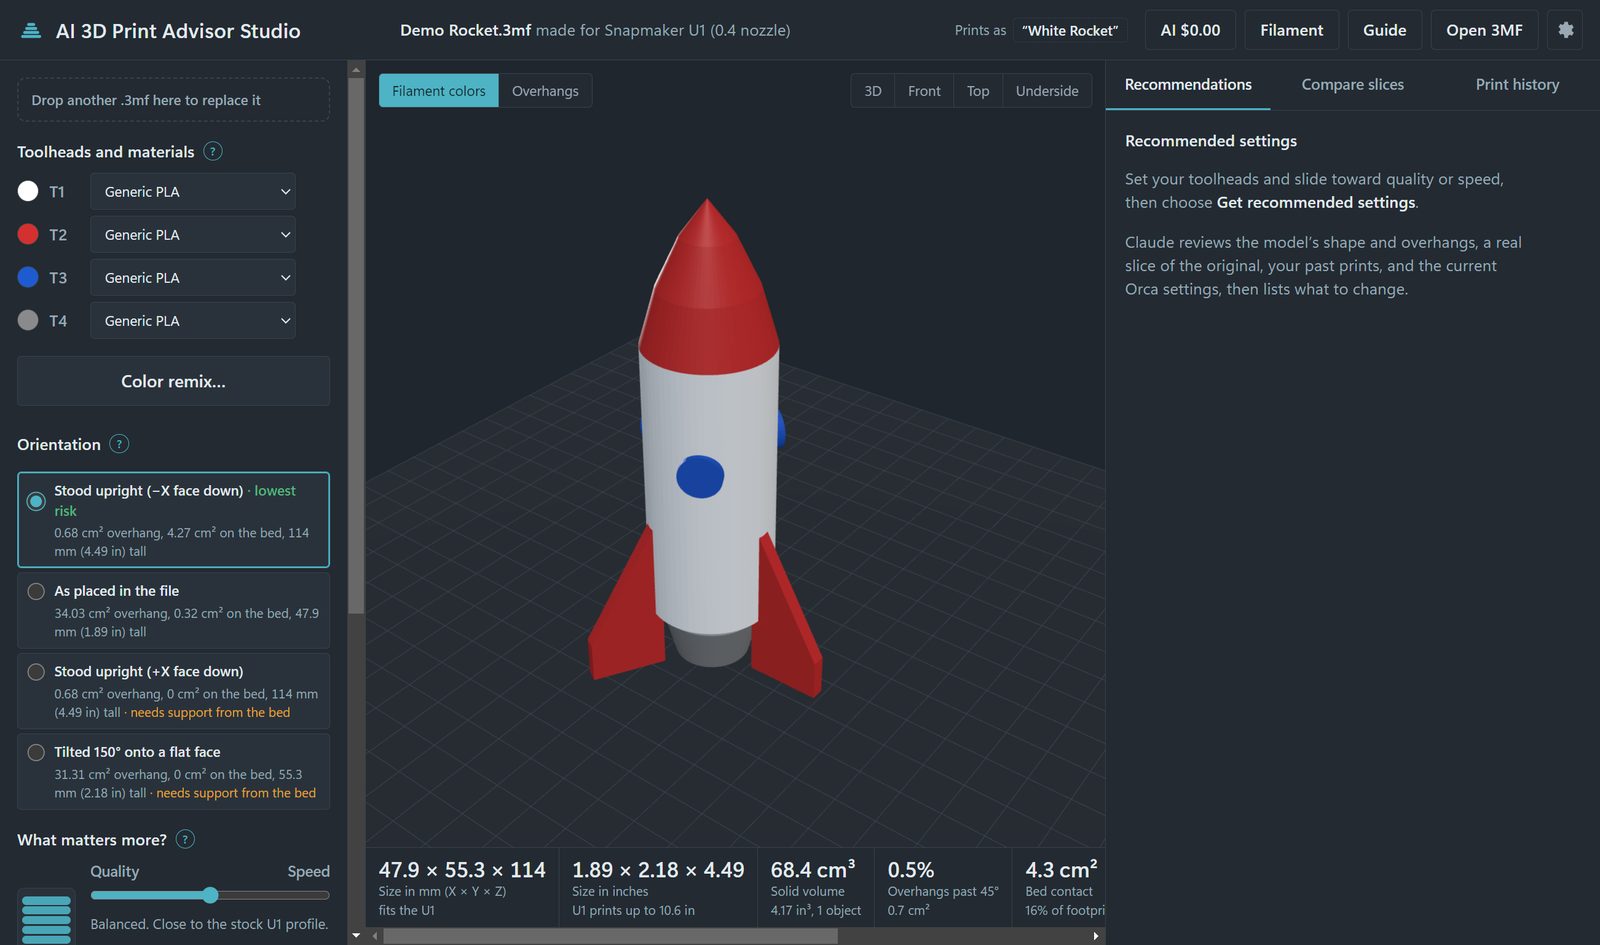 AI 3D Print Advisor Studio
Demo Rocket.3mf made for Snapmaker U1 (0.4 nozzle)
Prints as “White Rocket”
AI $0.00
Filament
Guide
Open 3MF
Drop another .3mf here to replace it
Toolheads and materials ?
T1 Generic PLA
T2 Generic PLA
T3 Generic PLA
T4 Generic PLA
Color remix...
Orientation ?
Stood upright (−X face down) · lowest
risk
0.68 cm² overhang, 4.27 cm² on the bed, 114
mm (4.49 in) tall
As placed in the file
34.03 cm² overhang, 0.32 cm² on the bed, 47.9
mm (1.89 in) tall
Stood upright (+X face down)
0.68 cm² overhang, 0 cm² on the bed, 114 mm
(4.49 in) tall · needs support from the bed
Tilted 150° onto a flat face
31.31 cm² overhang, 0 cm² on the bed, 55.3
mm (2.18 in) tall · needs support from the bed
What matters more? ?
Quality Speed
Balanced. Close to the stock U1 profile.
Filament colors
Overhangs
3D
Front
Top
Underside
47.9 × 55.3 × 114
Size in mm (X × Y × Z)
fits the U1
1.89 × 2.18 × 4.49
Size in inches
U1 prints up to 10.6 in
68.4 cm³
Solid volume
4.17 in³, 1 object
0.5%
Overhangs past 45°
0.7 cm²
4.3 cm²
Bed contact
16% of footpri
Recommendations
Compare slices
Print history
Recommended settings
Set your toolheads and slide toward quality or speed,
then choose Get recommended settings.
Claude reviews the model’s shape and overhangs, a real
slice of the original, your past prints, and the current
Orca settings, then lists what to change.